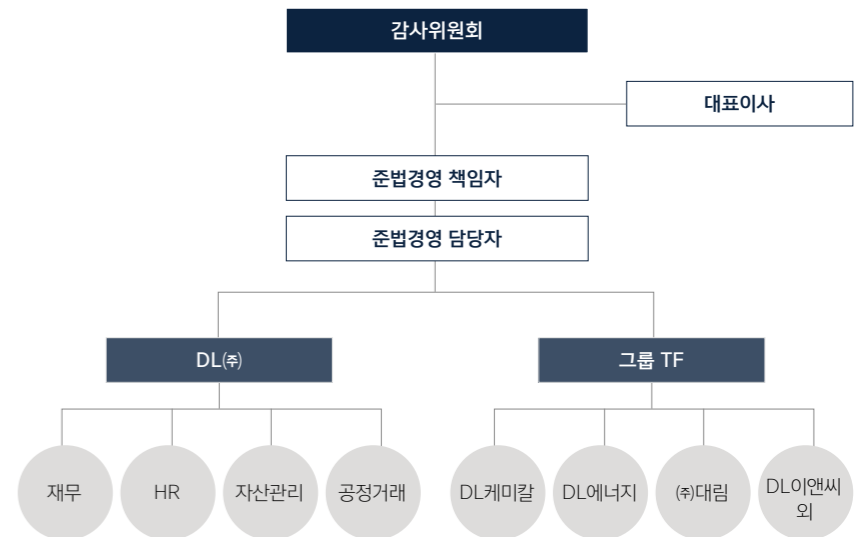 감사위원회
대표이사
준법경영 책임자
준법경영 담당자
DL㈜
그룹 TF
재무
HR
자산관리
공정거래
DL케미칼
DL에너지
㈜대림
DL이앤씨
외